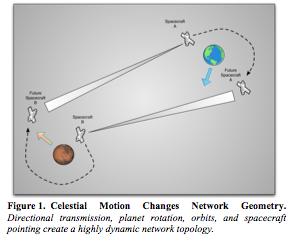 Spacecraft
A
Future
Spacecraft
A
Future
Spacecraft
B
Spacecraft
B
Figure 1. Celestial Motion Changes Network Geometry.
Directional transmission, planet rotation, orbits, and spacecraft
pointing create a highly dynamic network topology.